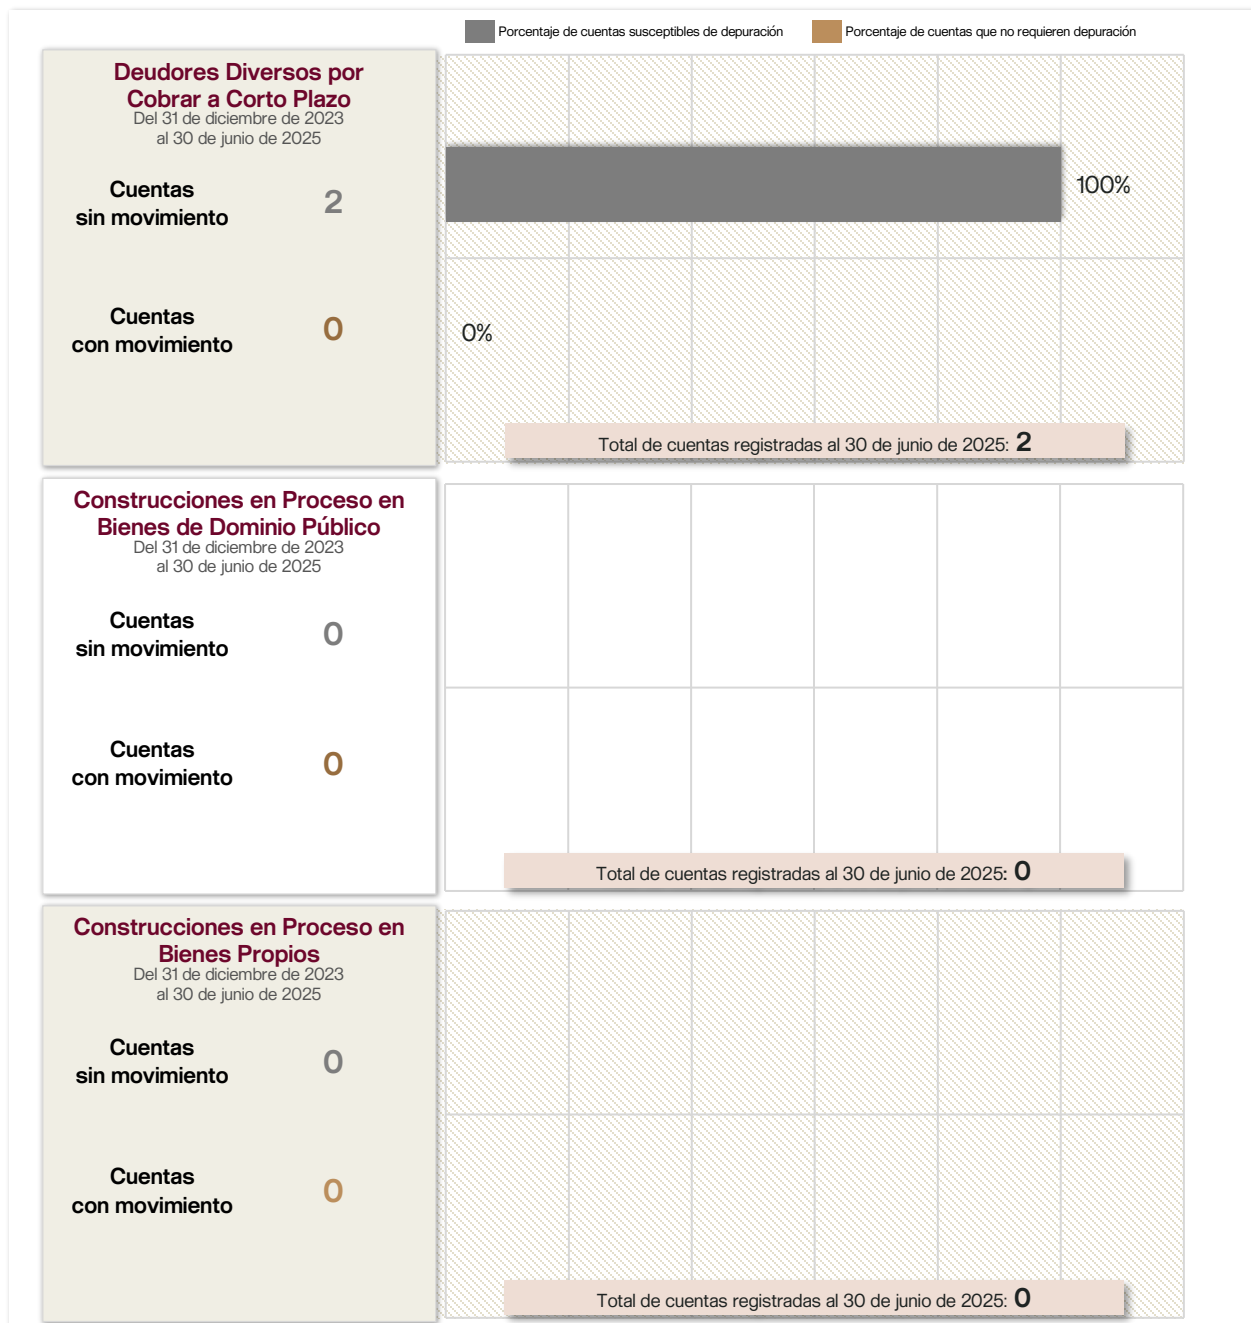 Porcentaje de cuentas susceptibles de depuración
Porcentaje de cuentas que no requieren depuración
Deudores Diversos por
Cobrar a Corto Plazo
Del 31 de diciembre de 2023
al 30 de junio de 2025
Cuentas
sin movimiento
2
100%
Cuentas
con movimiento
0
0%
Total de cuentas registradas al 30 de junio de 2025: 2
Construcciones en Proceso en
Bienes de Dominio Público
Del 31 de diciembre de 2023
al 30 de junio de 2025
Cuentas
sin movimiento
0
Cuentas
con movimiento
0
Total de cuentas registradas al 30 de junio de 2025: 0
Construcciones en Proceso en
Bienes Propios
Del 31 de diciembre de 2023
al 30 de junio de 2025
Cuentas
sin movimiento
0
Cuentas
con movimiento
0
Total de cuentas registradas al 30 de junio de 2025: 0